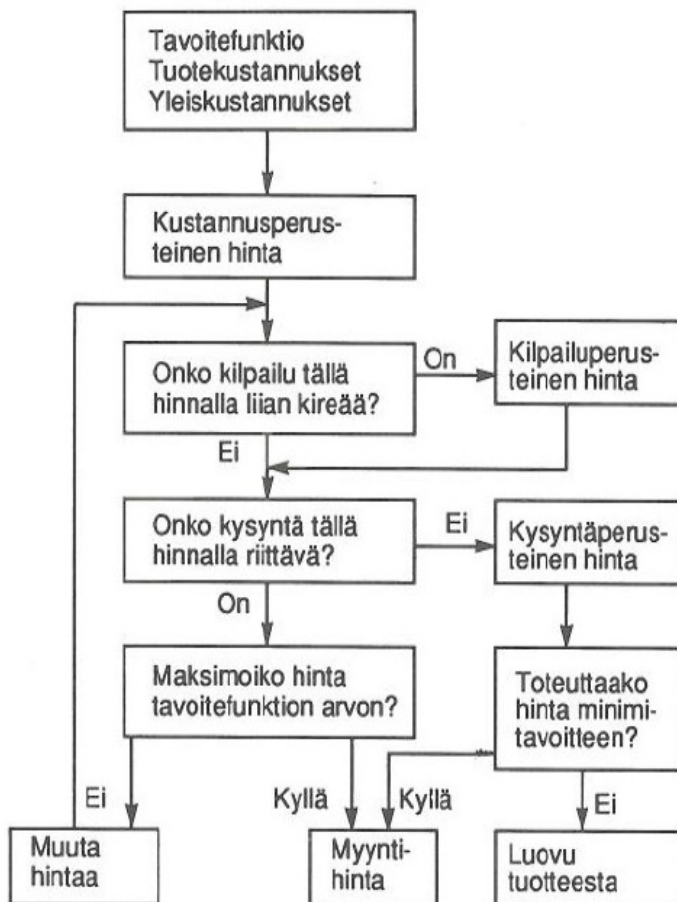 Tavoitefunktio
Tuotekustannukset
Yleiskustannukset
Kustannusperus-
teinen hinta
Onko kilpailu tällä
hinnalla liian kireää?
On
Kilpailuperus-
teinen hinta
Ei
Onko kysyntä tällä
hinnalla riittävä?
Ei
Kysyntäperus-
teinen hinta
On
Maksimoiko hinta
tavoitefunktion arvon?
Toteuttaako
hinta minimi-
tavoitteen?
Ei
Kyllä
Kyllä
Ei
Muuta
hintaa
Myynti-
hinta
Luovu
tuotteesta